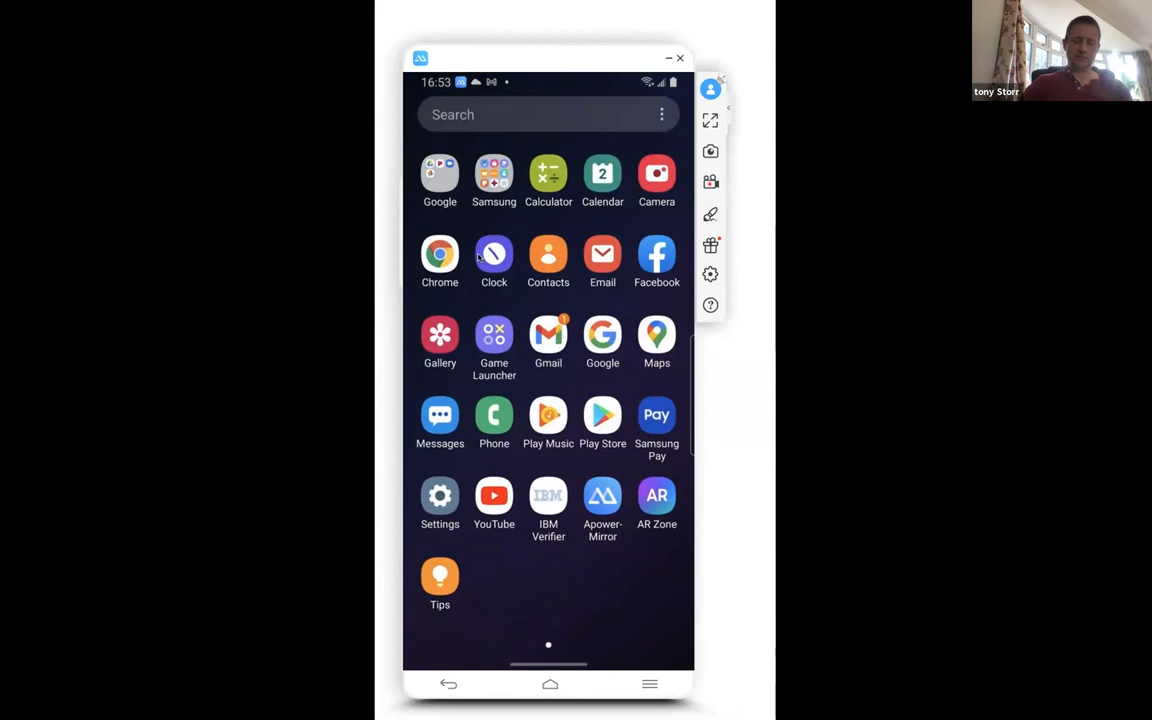 tony Storr
16:53
Search
Google
Samsung
Calculator
2
Calendar
Camera
Chrome
Clock
Contacts
Email
Facebook
Gallery
Game
Launcher
1
Gmail
Google
Maps
Messages
Phone
Play Music
Play Store
Pay
Samsung
Pay
Settings
YouTube
IBM
IBM
Verifier
Apower-
Mirror
AR
AR Zone
Tips